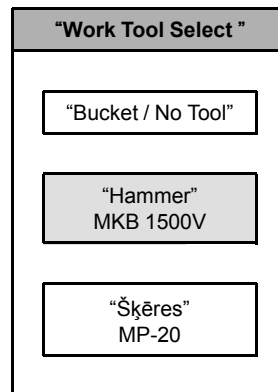 “Work Tool Select ”
“Bucket / No Tool”
“Hammer”
MKB 1500V
“Šķēres”
MP-20